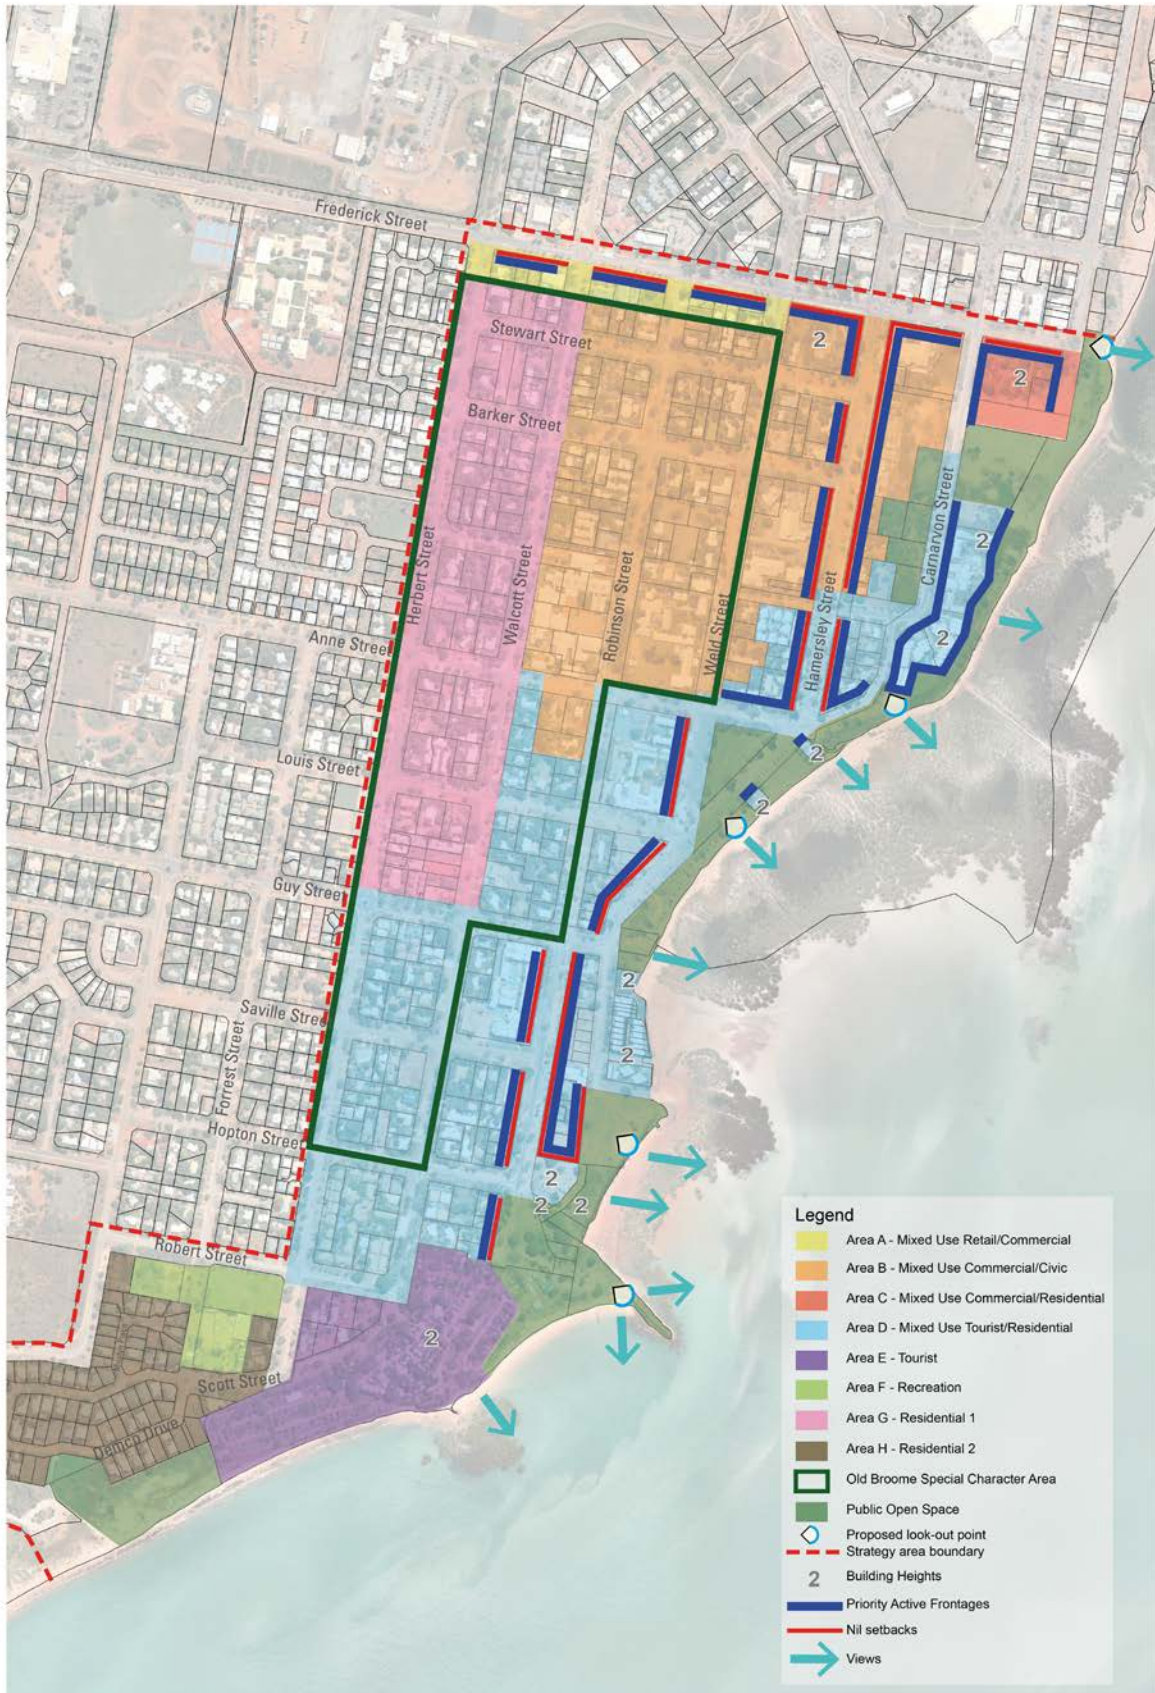 Frederick Street
Stewart Street
2
2
Barker Street
Carnarvon Street
2
Herbert Street
Walcott Street
Robinson Street
Weld Street
Hamersley Street
2
Anne Street
2
Louis Street
2
Guy Street
2
Saville Street
2
Forrest Street
Hopton Street
2
2
2
Robert Street
2
Scott Street
Demco Drive
Legend
Area A - Mixed Use Retail/Commercial
Area B - Mixed Use Commercial/Civic
Area C - Mixed Use Commercial/Residential
Area D - Mixed Use Tourist/Residential
Area E - Tourist
Area F - Recreation
Area G - Residential 1
Area H - Residential 2
Old Broome Special Character Area
Public Open Space
Proposed look-out point
Strategy area boundary
2 Building Heights
Priority Active Frontages
Nil setbacks
Views